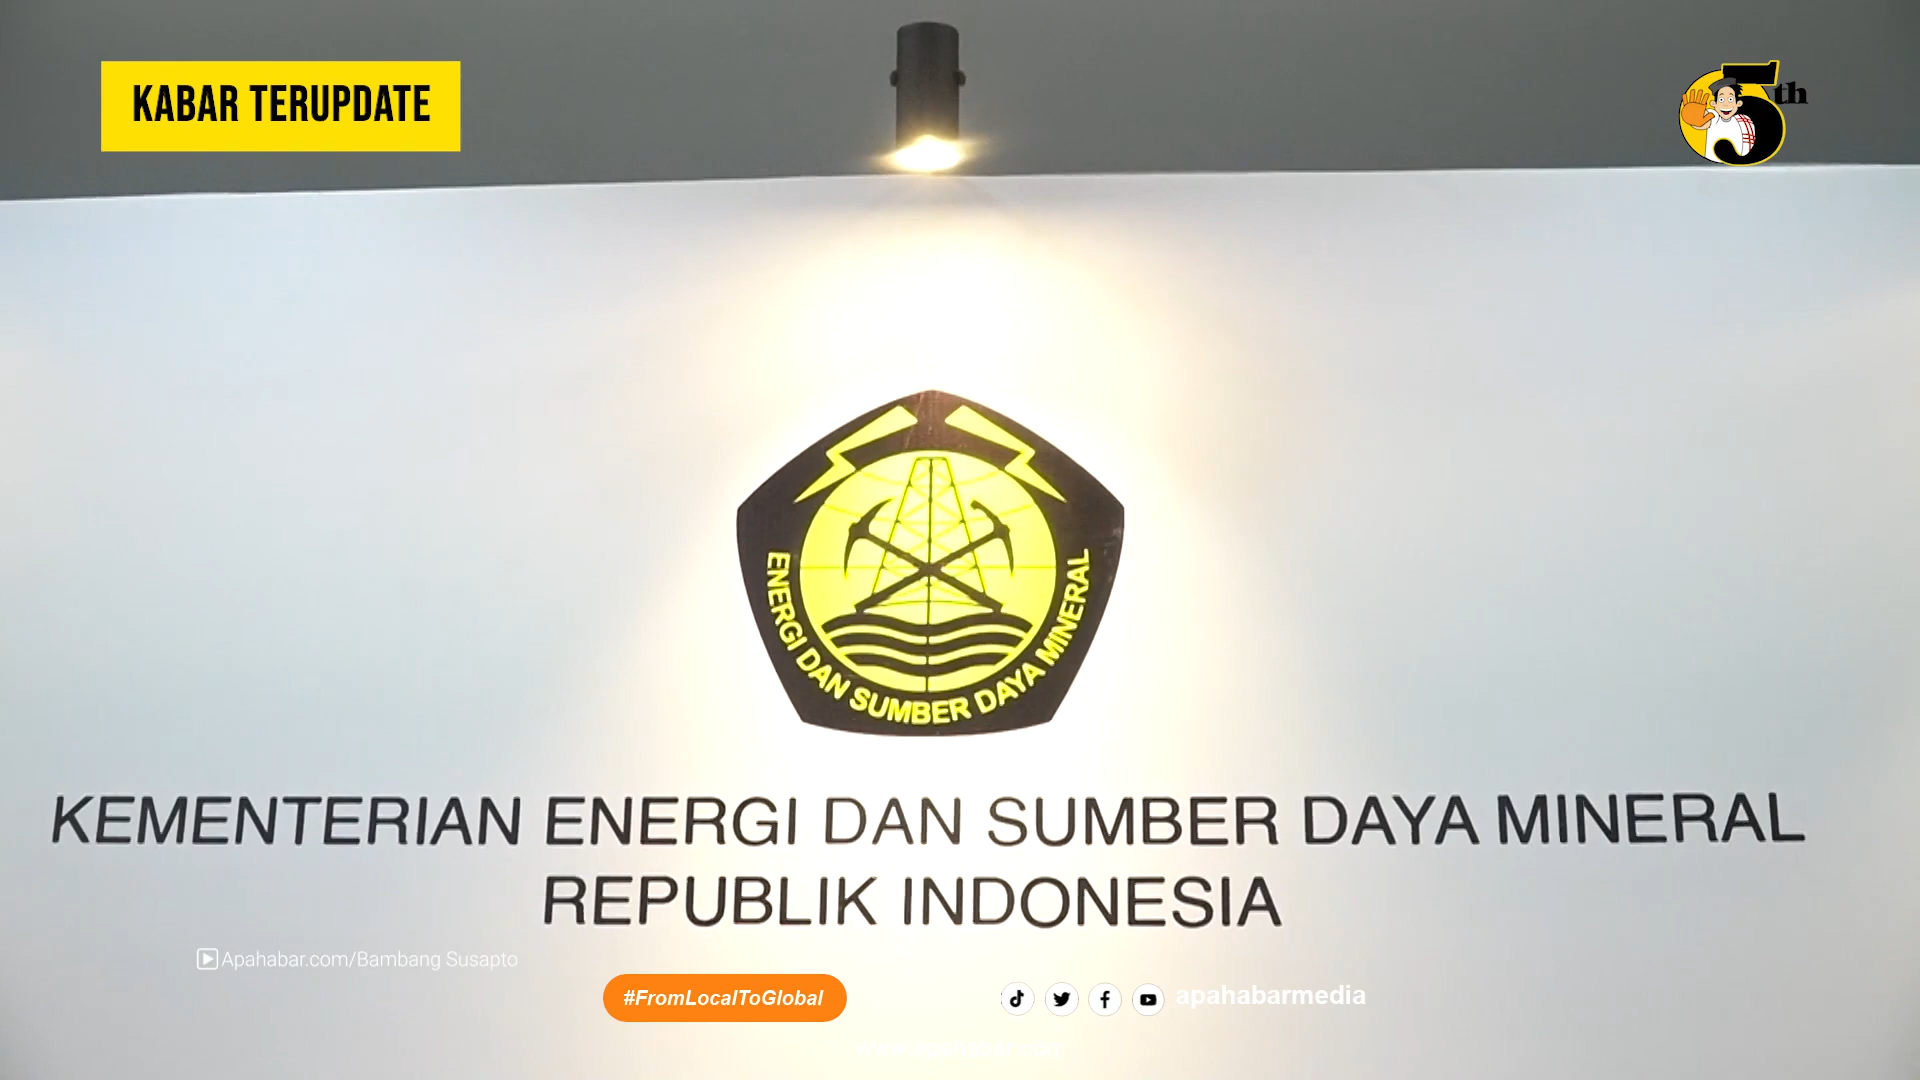 KABAR TERUPDATE
5th
ENERGI DAN SUMBER DAYA MINERAL
KEMENTERIAN ENERGI DAN SUMBER DAYA MINERAL
REPUBLIK INDONESIA
Apahabar.com/Bambang Susapto
#FromLocalToGlobal
apahabarmedia